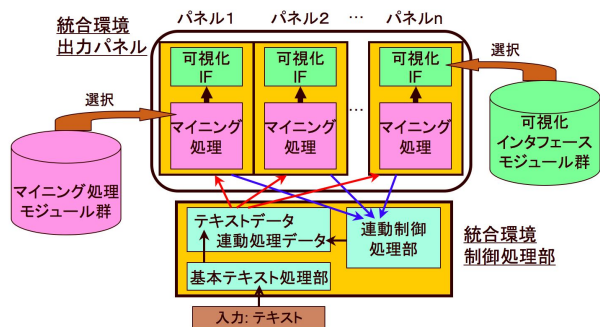 パネル1
パネル2
…
パネルn
統合環境
出力パネル
可視化
IF
可視化
IF
可視化
IF
選択
選択
マイニング
処理
マイニング
処理
…
マイニング
処理
可視化
インタフェース
モジュール群
マイニング処理
モジュール群
テキストデータ
連動処理データ
連動制御
処理部
統合環境
制御処理部
基本テキスト処理部
入力: テキスト